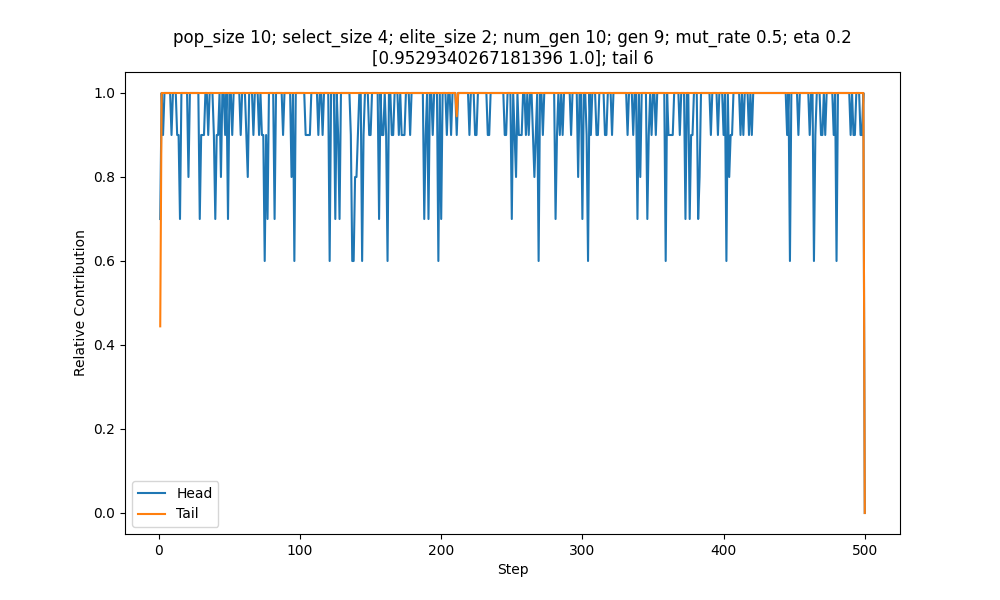 pop_size 10; select_size 4; elite_size 2; num_gen 10; gen 9; mut_rate 0.5; eta 0.2
[0.9529340267181396 1.0]; tail 6
Relative Contribution
1.0
0.8
0.6
0.4
0.2
0.0
Head
Tail
0
100
200
300
400
500
Step